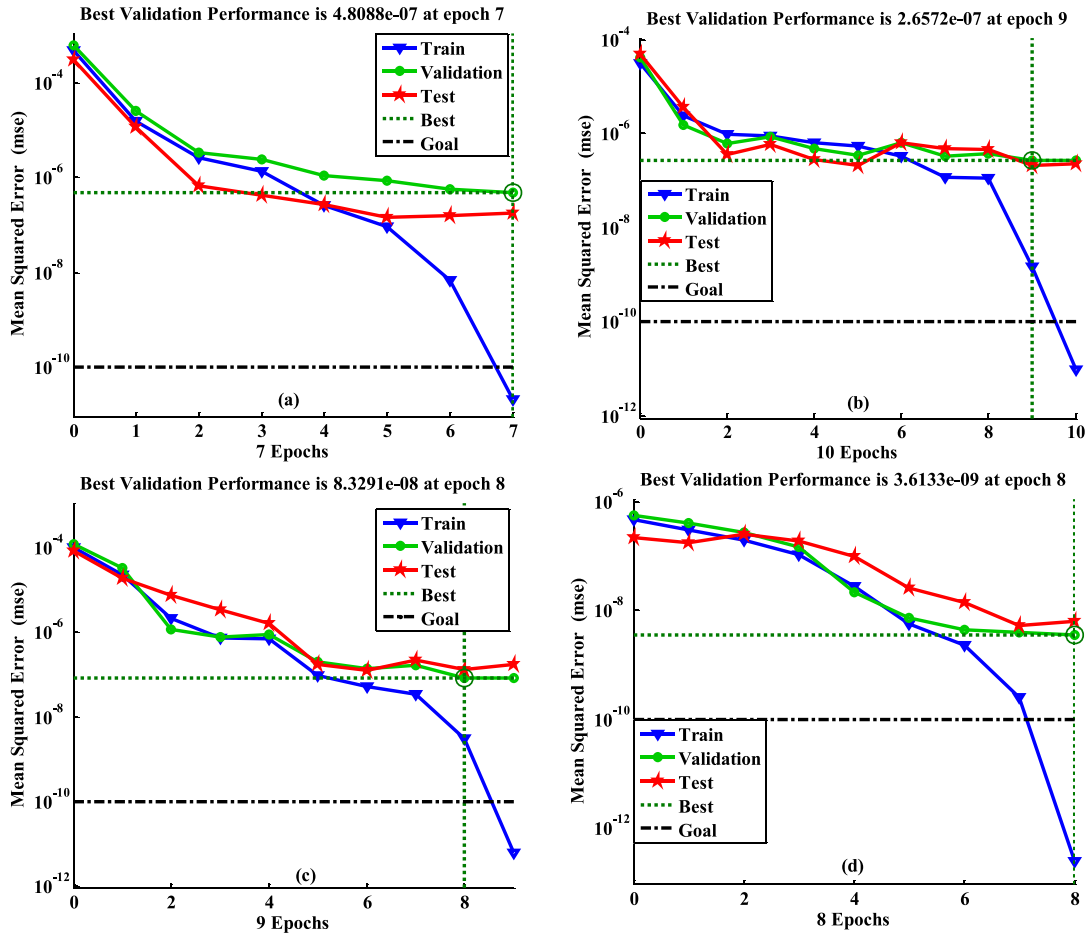 Best Validation Performance is 4.8088e-07 at epoch 7
Mean Squared Error (mse)
10^-4
10^-6
10^-8
10^-10
Train
Validation
Test
Best
Goal
(a)
0 1 2 3 4 5 6 7
7 Epochs
Best Validation Performance is 2.6572e-07 at epoch 9
Mean Squared Error (mse)
10^-4
10^-6
10^-8
10^-10
10^-12
Train
Validation
Test
Best
Goal
(b)
0 2 4 6 8 10
10 Epochs
Best Validation Performance is 8.3291e-08 at epoch 8
Mean Squared Error (mse)
10^-4
10^-6
10^-8
10^-10
10^-12
Train
Validation
Test
Best
Goal
(c)
0 2 4 6 8
9 Epochs
Best Validation Performance is 3.6133e-09 at epoch 8
Mean Squared Error (mse)
10^-6
10^-8
10^-10
10^-12
Train
Validation
Test
Best
Goal
(d)
0 1 2 3 4 5 6 7 8
8 Epochs